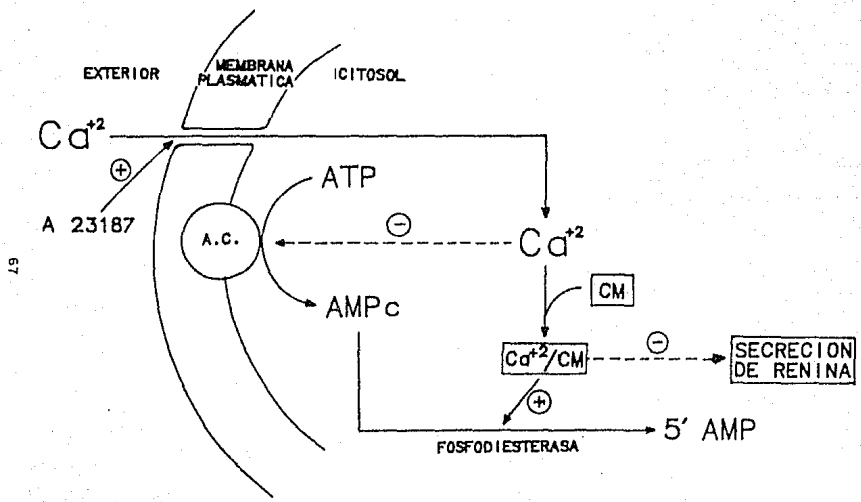 EXTERIOR
MEMBRANA
PLASMATICA
CITOSOL
Ca+2
+
A 23187
A.C.
ATP
-
Ca+2
AMPc
CM
Ca+2/CM
-
SECRECION
DE RENINA
+
FOSFODIESTERASA
5' AMP
67